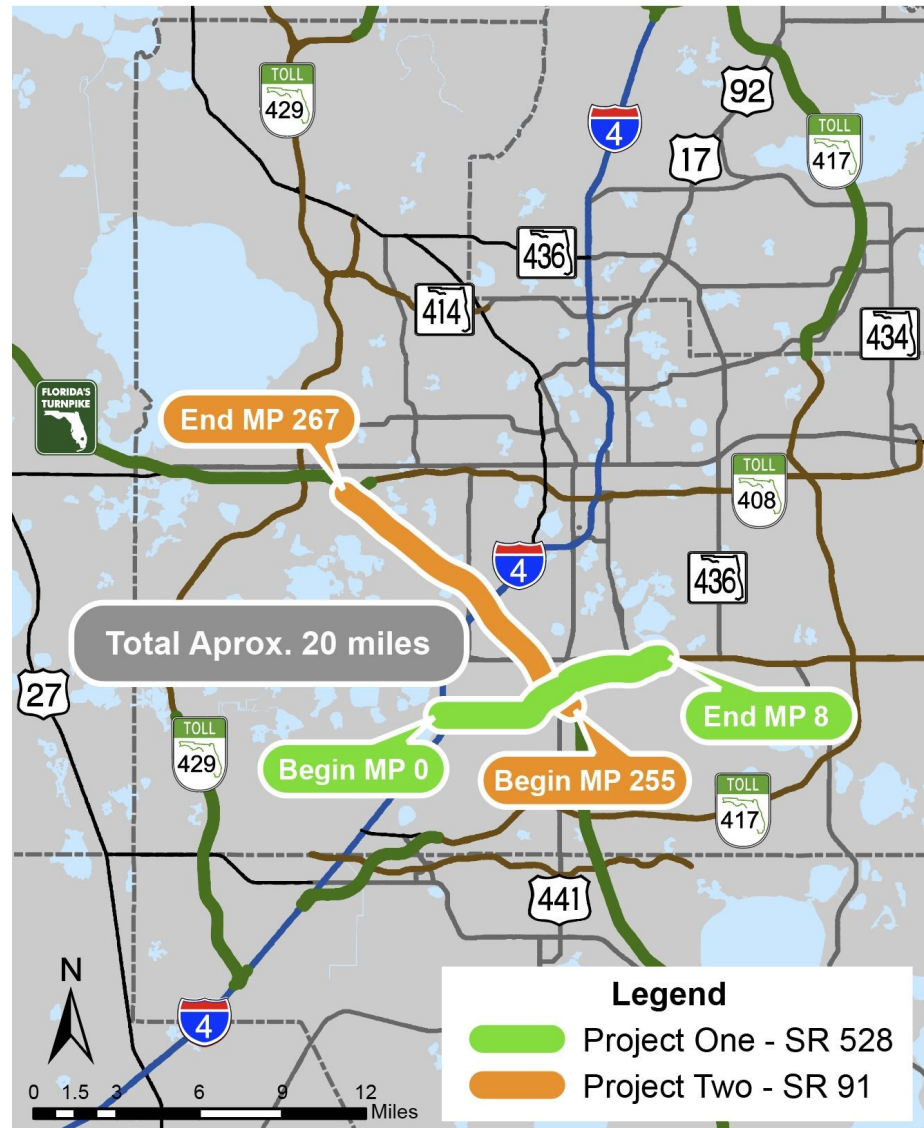 92
TOLL
429
4
TOLL
417
17
436
414
434
FLORIDA'S
TURNPIKE
End MP 267
TOLL
408
4
436
Total Aprox. 20 miles
27
End MP 8
TOLL
429
Begin MP 0
Begin MP 255
TOLL
417
441
N
4
Legend
Project One - SR 528
Project Two - SR 91
0 1.5 3 6 9 12
Miles